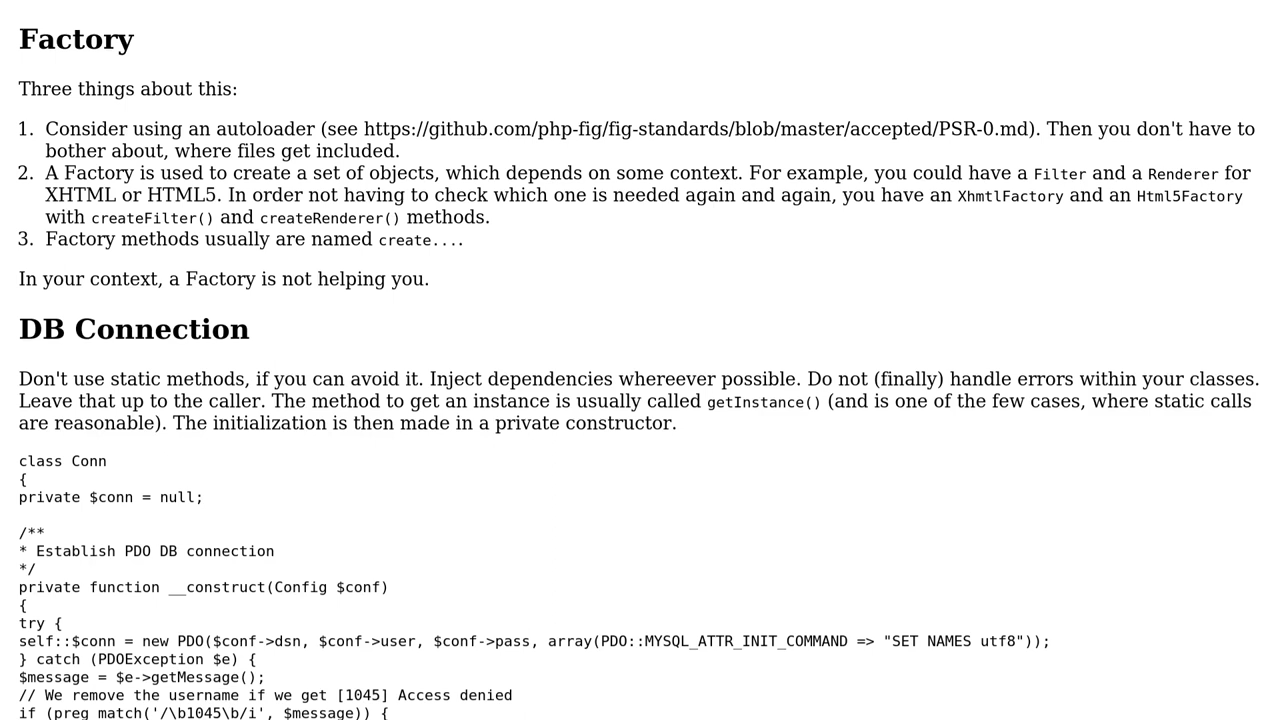 Factory
Three things about this:
1. Consider using an autoloader (see https://github.com/php-fig/fig-standards/blob/master/accepted/PSR-0.md). Then you don't have to
bother about, where files get included.
2. A Factory is used to create a set of objects, which depends on some context. For example, you could have a Filter and a Renderer for
XHTML or HTML5. In order not having to check which one is needed again and again, you have an XhmtlFactory and an Html5Factory
with createFilter() and createRenderer() methods.
3. Factory methods usually are named create....
In your context, a Factory is not helping you.
DB Connection
Don't use static methods, if you can avoid it. Inject dependencies whereever possible. Do not (finally) handle errors within your classes.
Leave that up to the caller. The method to get an instance is usually called getInstance() (and is one of the few cases, where static calls
are reasonable). The initialization is then made in a private constructor.
class Conn
{
private $conn = null;
/**
* Establish PDO DB connection
*/
private function __construct(Config $conf)
{
try {
self::$conn = new PDO($conf->dsn, $conf->user, $conf->pass, array(PDO::MYSQL_ATTR_INIT_COMMAND => "SET NAMES utf8"));
} catch (PDOException $e) {
$message = $e->getMessage();
// We remove the username if we get [1045] Access denied
if (preg_match('/\b1045\b/i', $message)) {